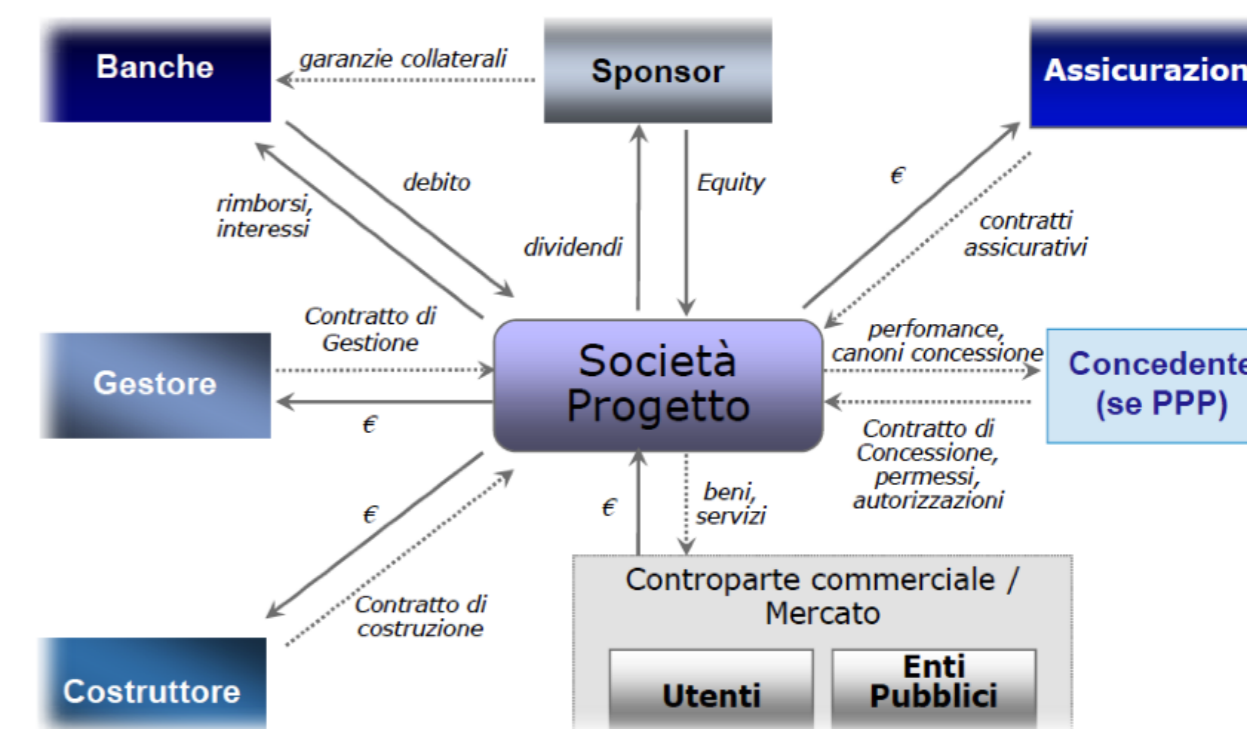 Banche
garanzie collaterali
Sponsor
Assicurazion
debito
Equity
€
rimborsi,
interessi
dividendi
contratti
assicurativi
Contratto di
Gestione
Società
Progetto
perfomance,
canoni concessione
Concedente
(se PPP)
Gestore
€
Contratto di
Concessione,
permessi,
autorizzazioni
€
€
beni,
servizi
Contratto di
costruzione
Controparte commerciale /
Mercato
Costruttore
Utenti
Enti
Pubblici